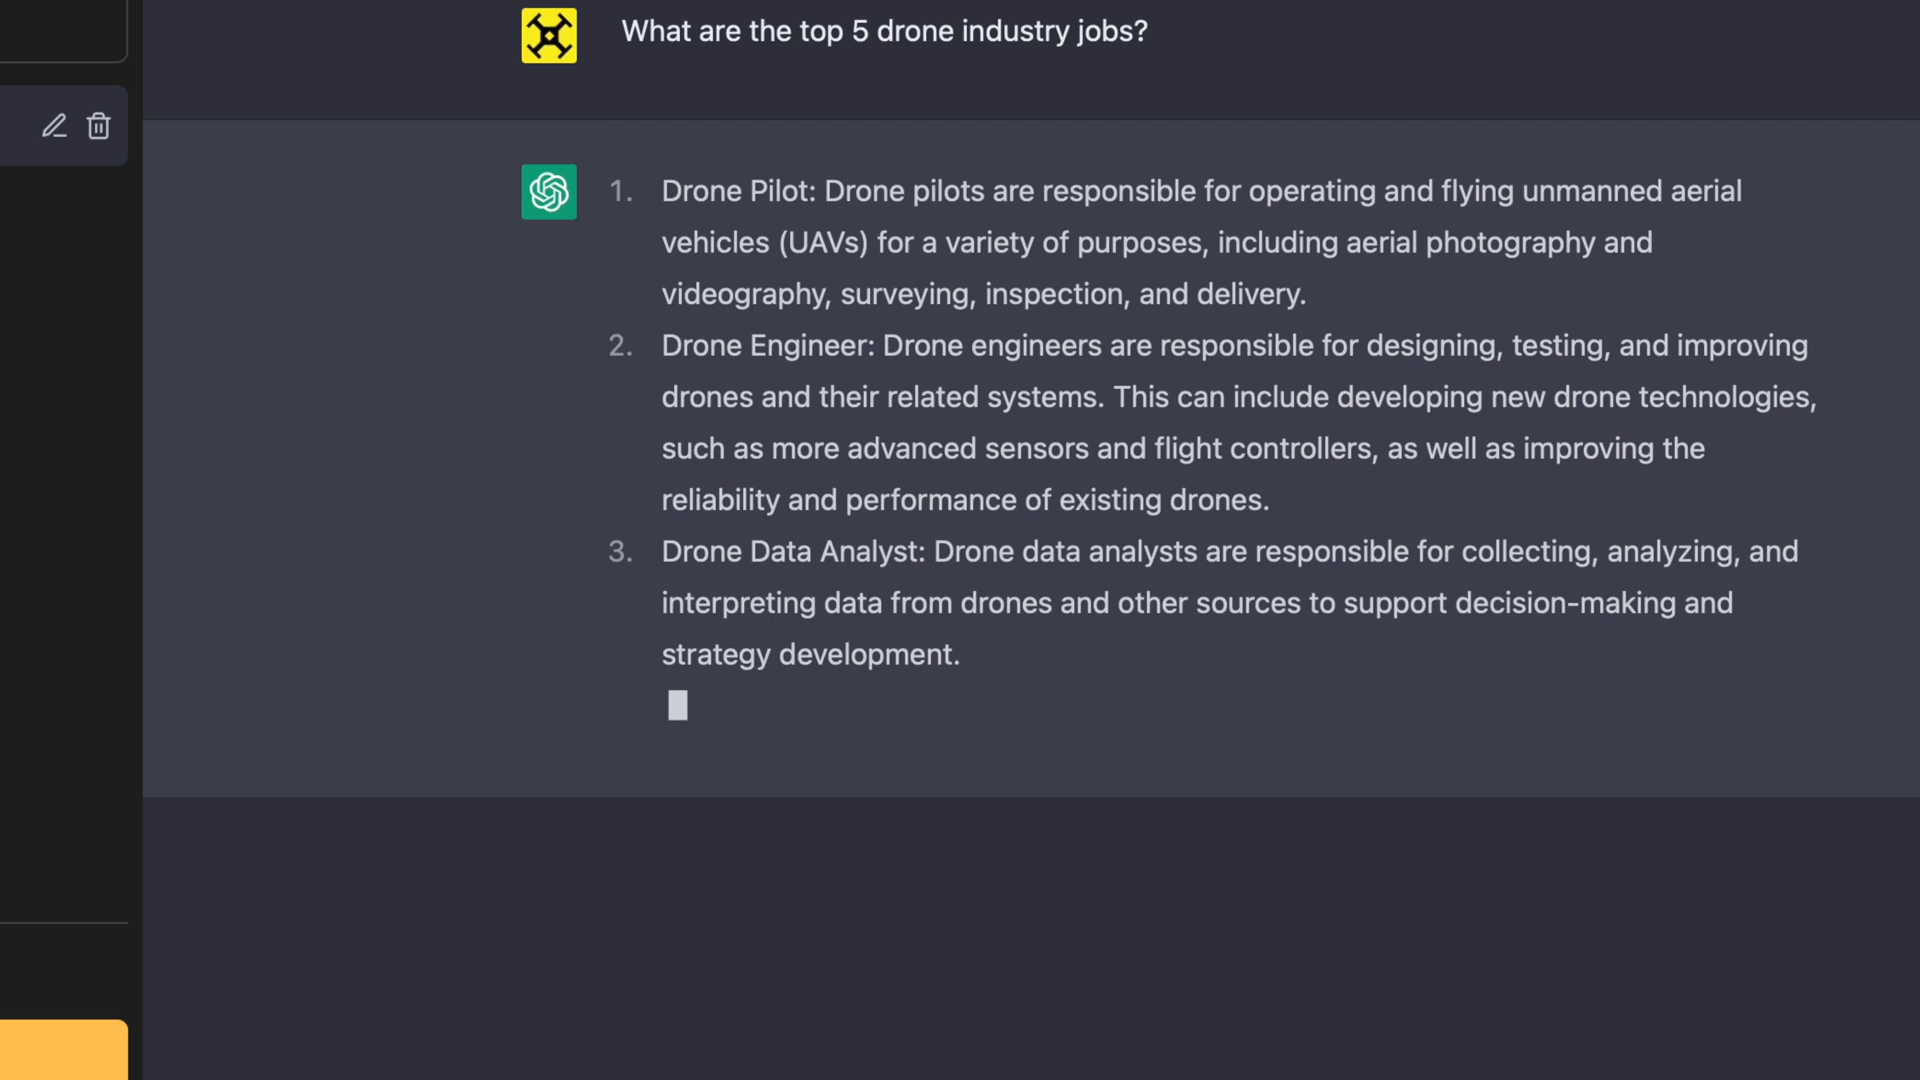 What are the top 5 drone industry jobs?
1. Drone Pilot: Drone pilots are responsible for operating and flying unmanned aerial
vehicles (UAVs) for a variety of purposes, including aerial photography and
videography, surveying, inspection, and delivery.
2. Drone Engineer: Drone engineers are responsible for designing, testing, and improving
drones and their related systems. This can include developing new drone technologies,
such as more advanced sensors and flight controllers, as well as improving the
reliability and performance of existing drones.
3. Drone Data Analyst: Drone data analysts are responsible for collecting, analyzing, and
interpreting data from drones and other sources to support decision-making and
strategy development.